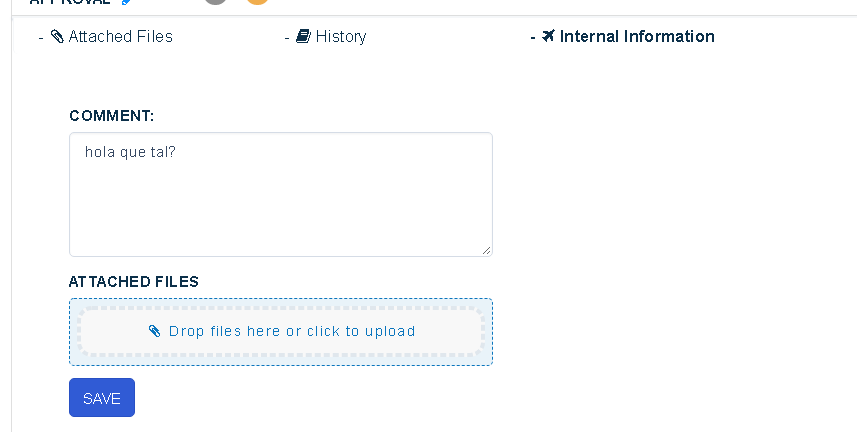 APPROVAL
- Attached Files - History - Internal Information
COMMENT:
hola que tal?
ATTACHED FILES
Drop files here or click to upload
SAVE